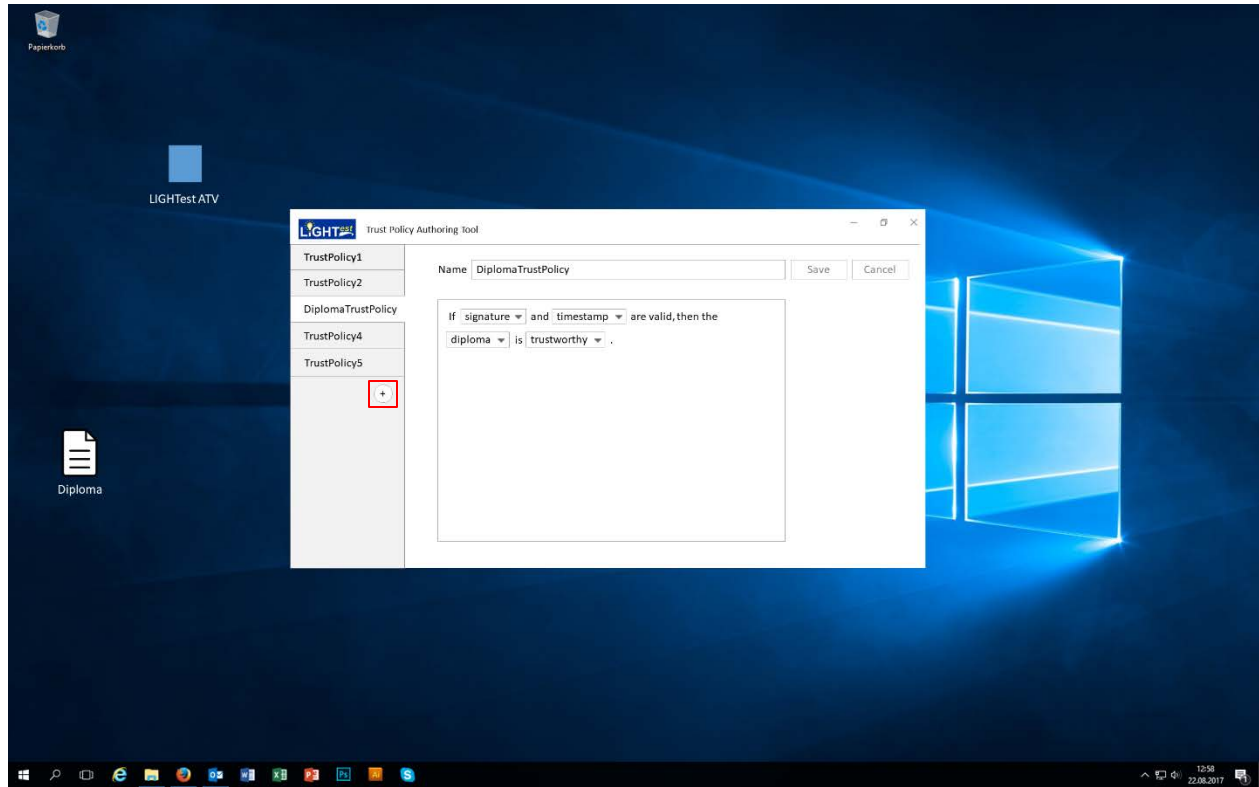 Papierkorb
LIGHTest ATV
LIGHTest Trust Policy Authoring Tool
TrustPolicy1
TrustPolicy2
DiplomaTrustPolicy
TrustPolicy4
TrustPolicy5
+
Name DiplomaTrustPolicy Save Cancel
If signature and timestamp are valid, then the
diploma is trustworthy .
Diploma
12:58
22.08.2017